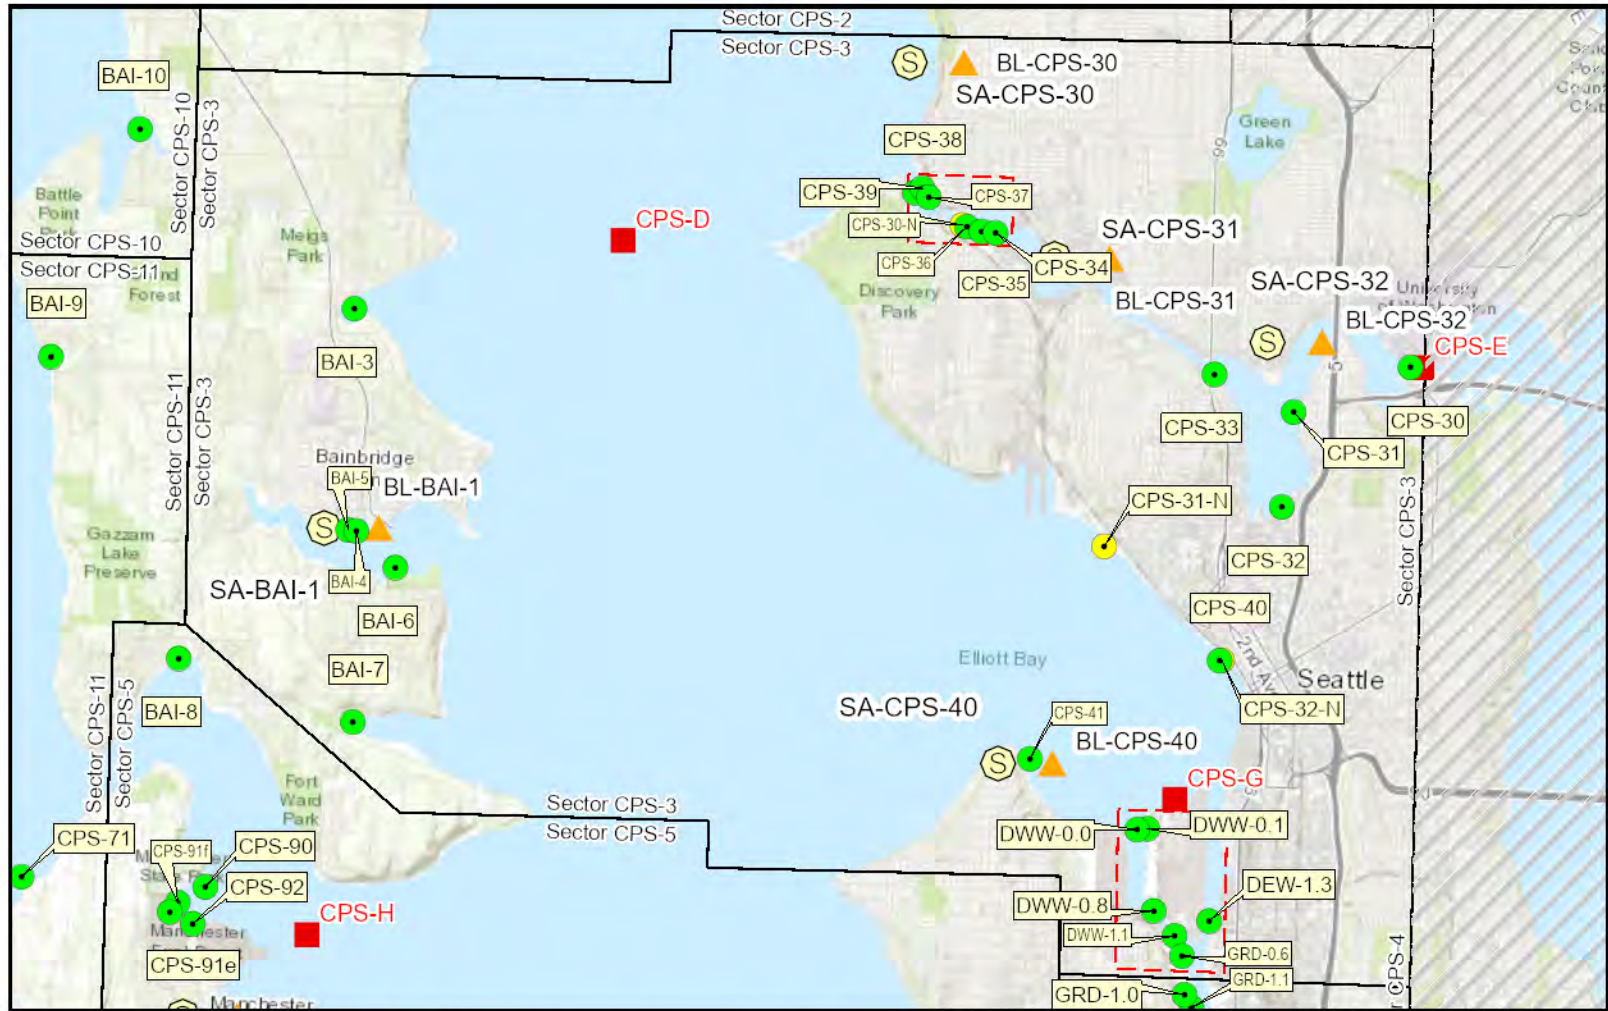 Sector CPS-2
Sector CPS-3
BAI-10
S
BL-CPS-30
SA-CPS-30
Sector CPS-10
Sector CPS-3
Green
Lake
99
CPS-38
Battle
Point
CPS-39
CPS-37
CPS-D
CPS-30-N
Meigs
Park
SA-CPS-31
Sector CPS-10
Sector CPS-11
Forest
CPS-36
CPS-34
CPS-35
SA-CPS-32
University
of Washington
BAI-9
Discovery
Park
BL-CPS-31
BL-CPS-32
S
CPS-E
5
BAI-3
CPS-33
CPS-30
CPS-31
Sector CPS-11
Sector CPS-3
Bainbridge
BAI-5
BL-BAI-1
CPS-31-N
S
Gazzam
Lake
Preserve
CPS-32
Sector CPS-3
SA-BAI-1
BAI-4
BAI-6
CPS-40
BAI-7
Elliott Bay
2nd Ave
Seattle
BAI-8
SA-CPS-40
CPS-41
CPS-32-N
BL-CPS-40
S
Sector CPS-11
Sector CPS-5
Fort
Ward
Park
CPS-G
Sector CPS-3
Sector CPS-5
CPS-71
CPS-91f
CPS-90
DWW-0.0
DWW-0.1
CPS-92
DEW-1.3
DWW-0.8
CPS-H
Manchester
DWW-1.1
CPS-91e
GRD-0.6
GRD-1.1
GRD-1.0
CPS-4
Manchester